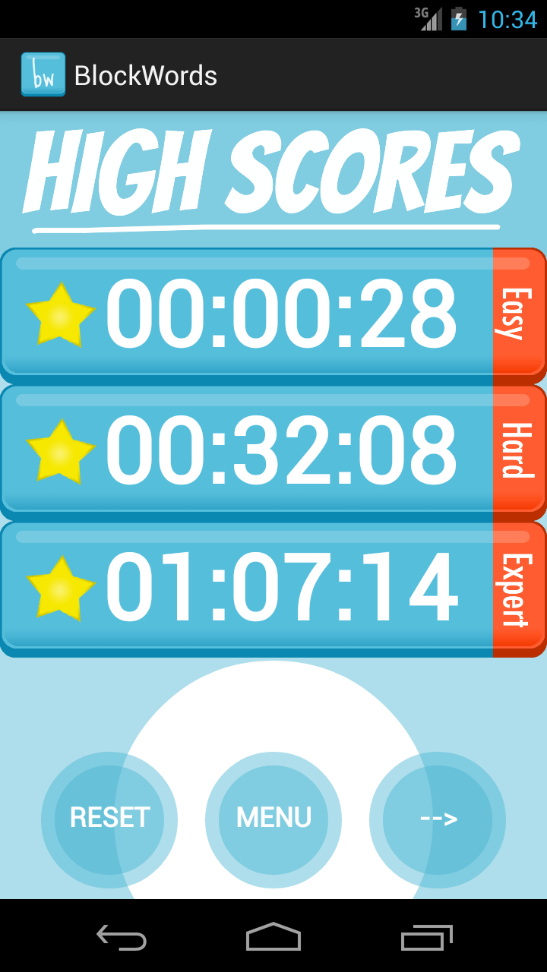 3G 10:34
bw BlockWords
HIGH SCORES
00:00:28 Easy
00:32:08 Hard
01:07:14 Expert
RESET MENU -->